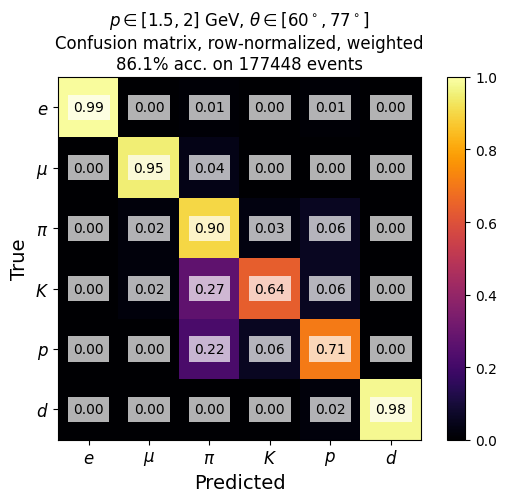 p ∈ [1.5, 2] GeV, θ ∈ [60°, 77°]
Confusion matrix, row-normalized, weighted
86.1% acc. on 177448 events
e 0.99 0.00 0.01 0.00 0.01 0.00
μ 0.00 0.95 0.04 0.00 0.00 0.00
π 0.00 0.02 0.90 0.03 0.06 0.00
K 0.00 0.02 0.27 0.64 0.06 0.00
p 0.00 0.00 0.22 0.06 0.71 0.00
d 0.00 0.00 0.00 0.00 0.02 0.98
e μ π K p d
Predicted
True
1.0
0.8
0.6
0.4
0.2
0.0